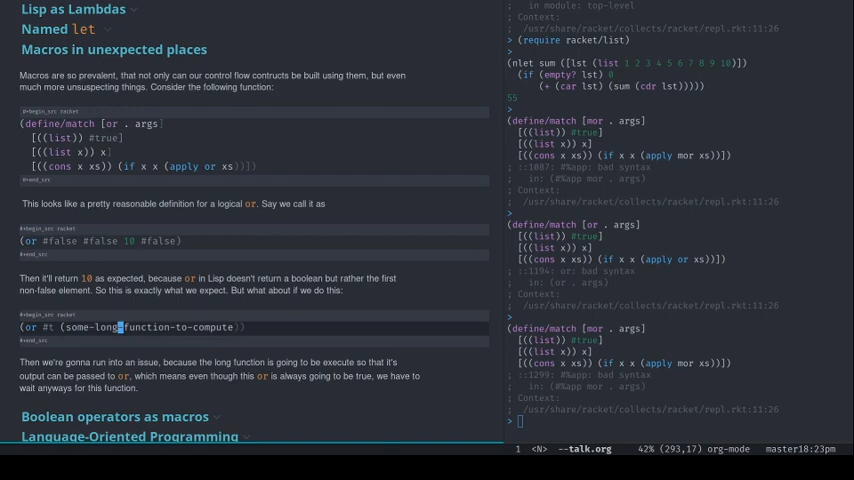 Lisp as Lambdas
Named let
Macros in unexpected places
Macros are so prevalent, that not only can our control flow contructs be built using them, but even
much more unsuspecting things. Consider the following function:
#+begin_src racket
(define/match [or . args]
[((list)) #true]
[((list x)) x]
[((cons x xs)) (if x x (apply or xs))])
#+end_src
This looks like a pretty reasonable definition for a logical or. Say we call it as
#+begin_src racket
(or #false #false 10 #false)
#+end_src
Then it'll return 10 as expected, because or in Lisp doesn't return a boolean but rather the first
non-false element. So this is exactly what we expect. But what about if we do this:
#+begin_src racket
(or #t (some-long-function-to-compute))
#+end_src
Then we're gonna run into an issue, because the long function is going to be execute so that it's
output can be passed to or, which means even though this or is always going to be true, we have to
wait anyways for this function.
Boolean operators as macros
Language-Oriented Programming
; in module: top-level
; Context:
; /usr/share/racket/collects/racket/repl.rkt:11:26
> (require racket/list)
>
(nlet sum ([lst (list 1 2 3 4 5 6 7 8 9 10)])
(if (empty? lst) 0
(+ (car lst) (sum (cdr lst)))))
55
>
(define/match [mor . args]
[((list)) #true]
[((list x)) x]
[((cons x xs)) (if x x (apply mor xs))])
; ::1087: #%app: bad syntax
; in: (#%app mor . args)
; Context:
; /usr/share/racket/collects/racket/repl.rkt:11:26
>
(define/match [or . args]
[((list)) #true]
[((list x)) x]
[((cons x xs)) (if x x (apply or xs))])
; ::1194: or: bad syntax
; in: (or . args)
; Context:
; /usr/share/racket/collects/racket/repl.rkt:11:26
>
(define/match [mor . args]
[((list)) #true]
[((list x)) x]
[((cons x xs)) (if x x (apply mor xs))])
; ::1299: #%app: bad syntax
; in: (#%app mor . args)
; Context:
; /usr/share/racket/collects/racket/repl.rkt:11:26
>
1 <N> --talk.org 42% (293,17) org-mode master18:23pm